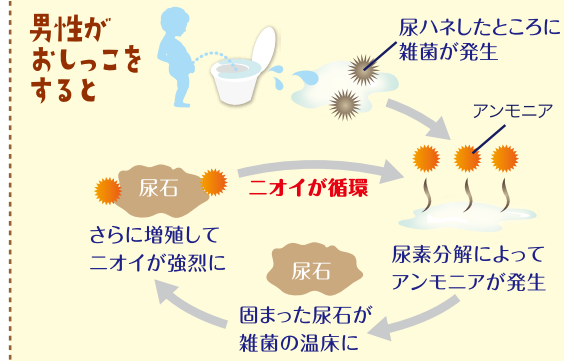 男性が
おしっこを
すると
尿ハネしたところに
雑菌が発生
アンモニア
ニオイが循環
尿石
さらに増殖して
ニオイが強烈に
尿素分解によって
アンモニアが発生
尿石
固まった尿石が
雑菌の温床に